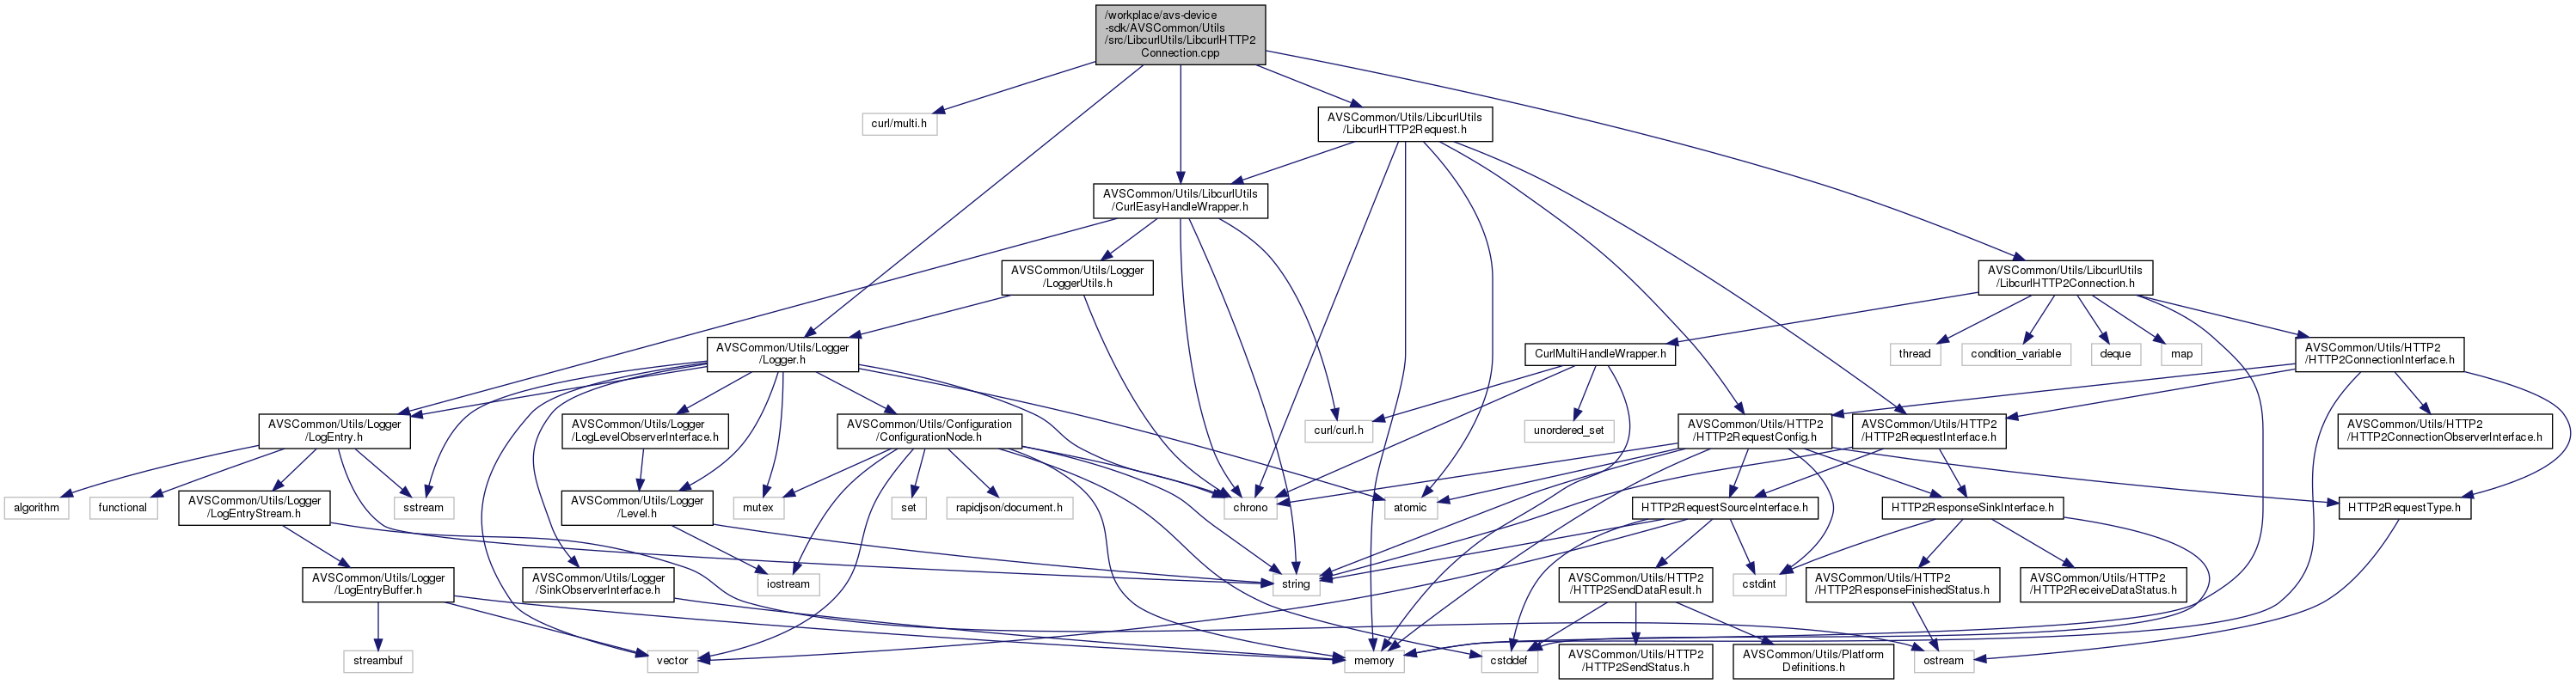 /workplace/avs-device
-sdk/AVSCommon/Utils
/src/LibcurlUtils/LibcurlHTTP2
Connection.cpp
curl/multi.h
AVSCommon/Utils/LibcurlUtils
/LibcurlHTTP2Request.h
AVSCommon/Utils/LibcurlUtils
/CurlEasyHandleWrapper.h
AVSCommon/Utils/Logger
/LoggerUtils.h
AVSCommon/Utils/LibcurlUtils
/LibcurlHTTP2Connection.h
AVSCommon/Utils/Logger
/Logger.h
CurlMultiHandleWrapper.h
thread
condition_variable
deque
map
AVSCommon/Utils/HTTP2
/HTTP2ConnectionInterface.h
AVSCommon/Utils/Logger
/LogEntry.h
AVSCommon/Utils/Logger
/LogLevelObserverInterface.h
AVSCommon/Utils/Configuration
/ConfigurationNode.h
curl/curl.h
unordered_set
AVSCommon/Utils/HTTP2
/HTTP2RequestConfig.h
AVSCommon/Utils/HTTP2
/HTTP2RequestInterface.h
AVSCommon/Utils/HTTP2
/HTTP2ConnectionObserverInterface.h
algorithm
functional
AVSCommon/Utils/Logger
/LogEntryStream.h
sstream
AVSCommon/Utils/Logger
/Level.h
mutex
set
rapidjson/document.h
chrono
atomic
HTTP2RequestSourceInterface.h
HTTP2ResponseSinkInterface.h
HTTP2RequestType.h
AVSCommon/Utils/Logger
/LogEntryBuffer.h
AVSCommon/Utils/Logger
/SinkObserverInterface.h
iostream
string
AVSCommon/Utils/HTTP2
/HTTP2SendDataResult.h
cstdint
AVSCommon/Utils/HTTP2
/HTTP2ResponseFinishedStatus.h
AVSCommon/Utils/HTTP2
/HTTP2ReceiveDataStatus.h
streambuf
vector
memory
cstddef
AVSCommon/Utils/HTTP2
/HTTP2SendStatus.h
AVSCommon/Utils/Platform
Definitions.h
ostream